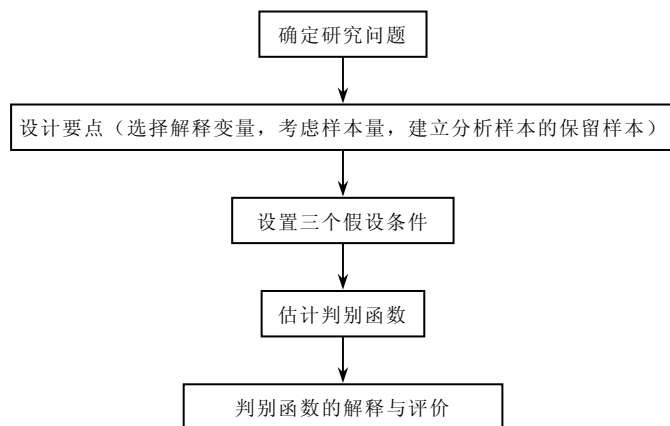 确定研究问题
设计要点（选择解释变量，考虑样本量，建立分析样本的保留样本）
设置三个假设条件
估计判别函数
判别函数的解释与评价